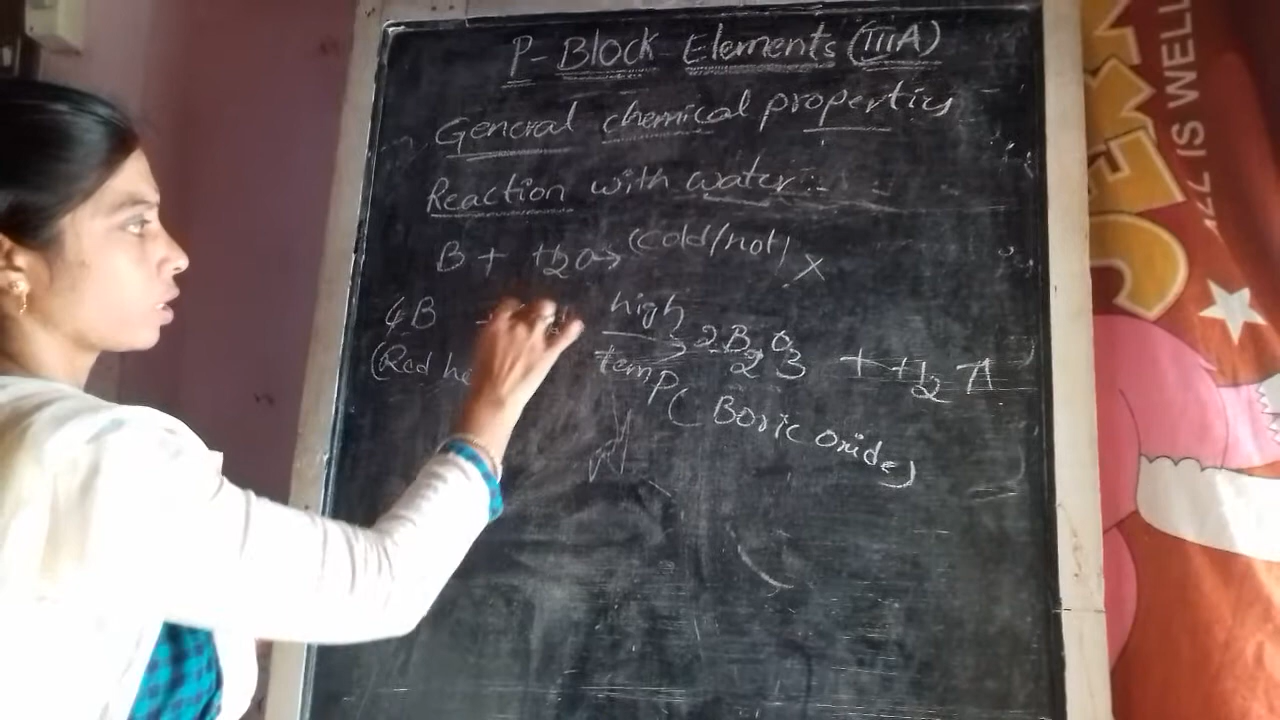 P-Block Elements (IIIA)
General chemical properties
Reaction with water:-
B + H2O (cold/hot) X
4B + high temp 2B2O3 + H2 ↑
(Red he
(Boric oxide)
ALL IS WELL